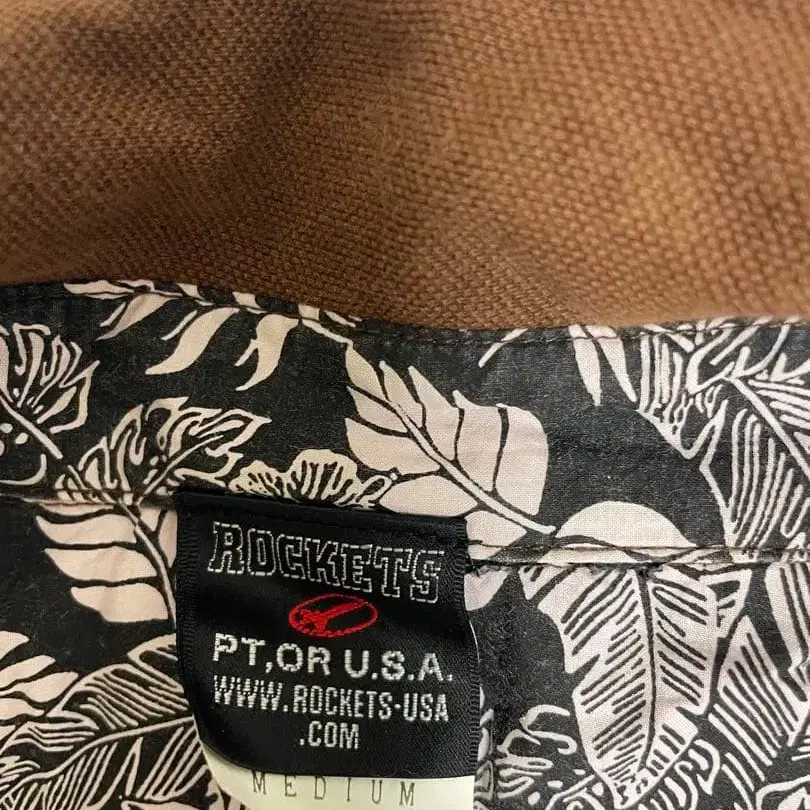 ROCKETS
PT,OR U.S.A.
WWW.ROCKETS-USA
.COM
MEDIUM